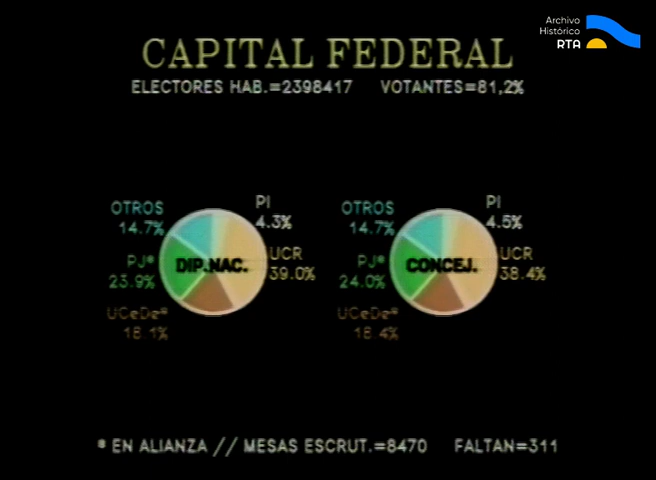 Archivo
Histórico
RTA
CAPITAL FEDERAL
ELECTORES HAB.=2398417 VOTANTES=81,2%
OTROS
14.7%
PI
4.3%
PJ*
23.9%
DIP.NAC.
UCR
39.0%
UCeDe*
18.1%
OTROS
14.7%
PI
4.5%
PJ*
24.0%
CONCEJ.
UCR
38.4%
UCeDe*
18.4%
* EN ALIANZA // MESAS ESCRUT.=8470 FALTAN=311